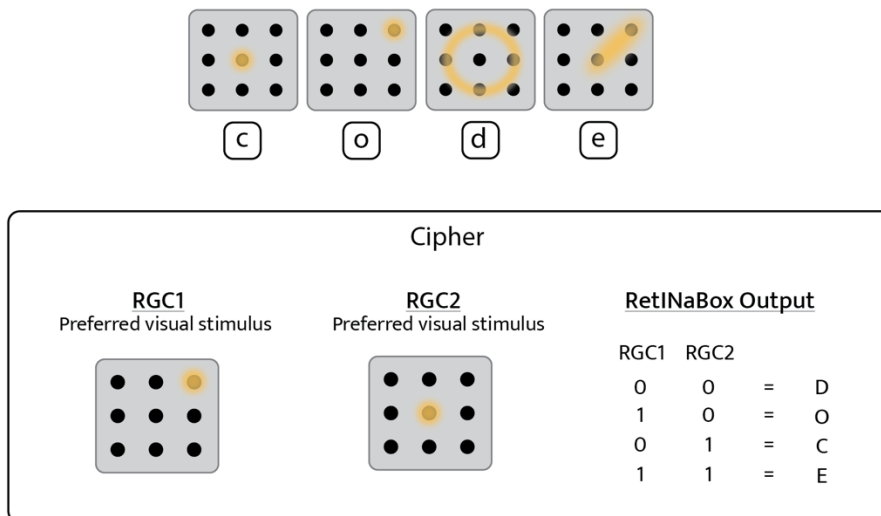 c o d e
Cipher
RGC1 RGC2 RetINaBox Output
Preferred visual stimulus Preferred visual stimulus
RGC1 RGC2
0 0 = D
1 0 = O
0 1 = C
1 1 = E